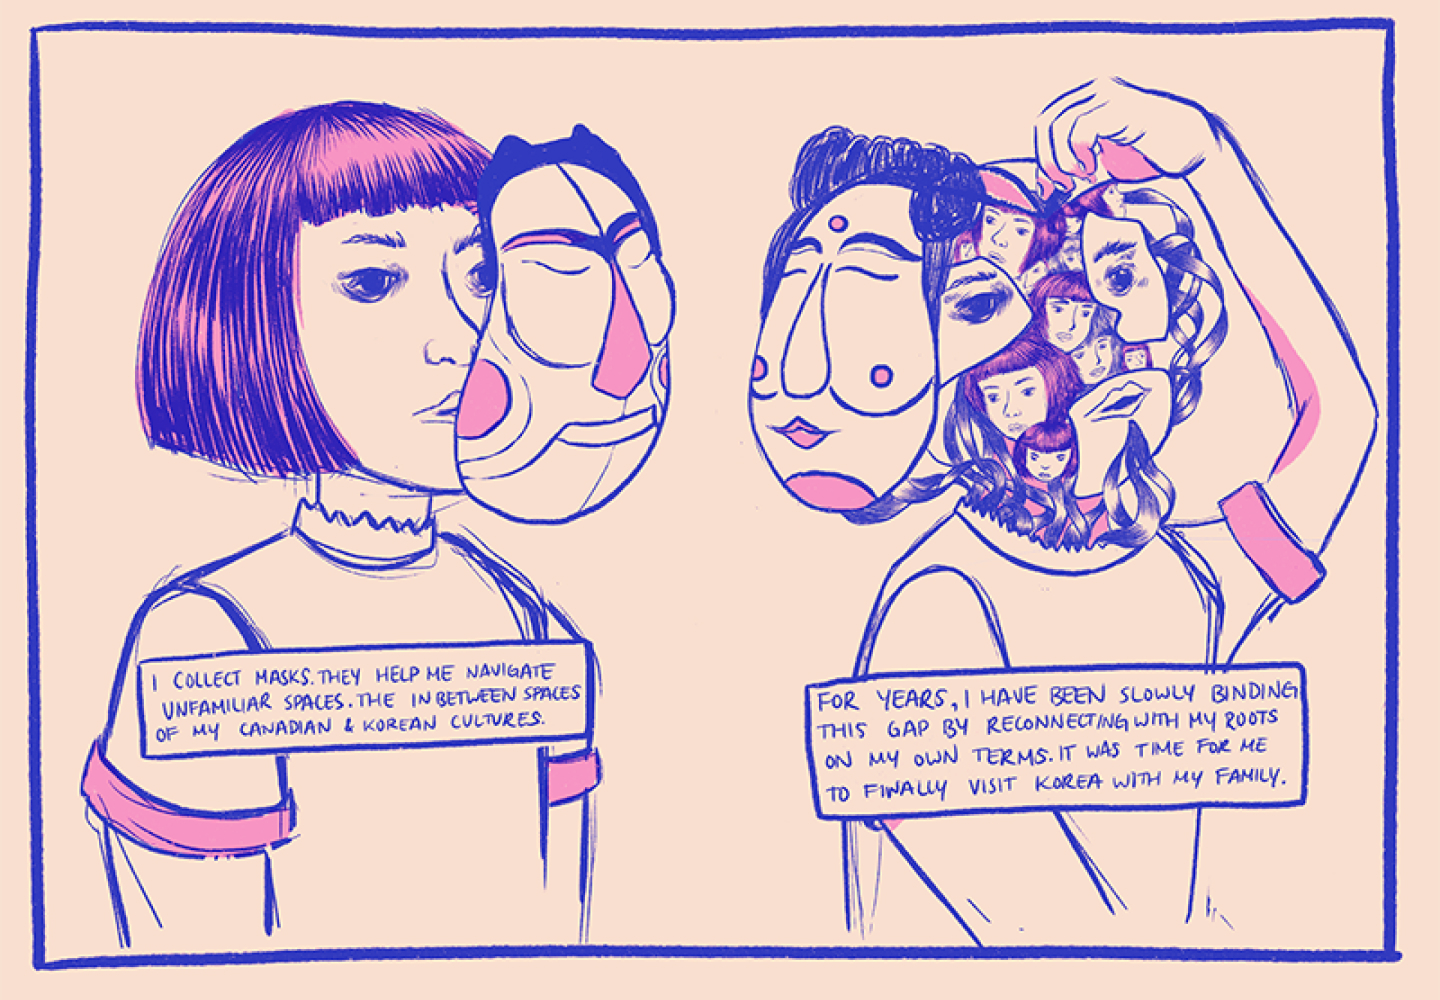 I COLLECT MASKS. THEY HELP ME NAVIGATE
UNFAMILIAR SPACES. THE IN BETWEEN SPACES
OF MY CANADIAN & KOREAN CULTURES.
FOR YEARS, I HAVE BEEN SLOWLY BINDING
THIS GAP BY RECONNECTING WITH MY ROOTS
ON MY OWN TERMS. IT WAS TIME FOR ME
TO FINALLY VISIT KOREA WITH MY FAMILY.